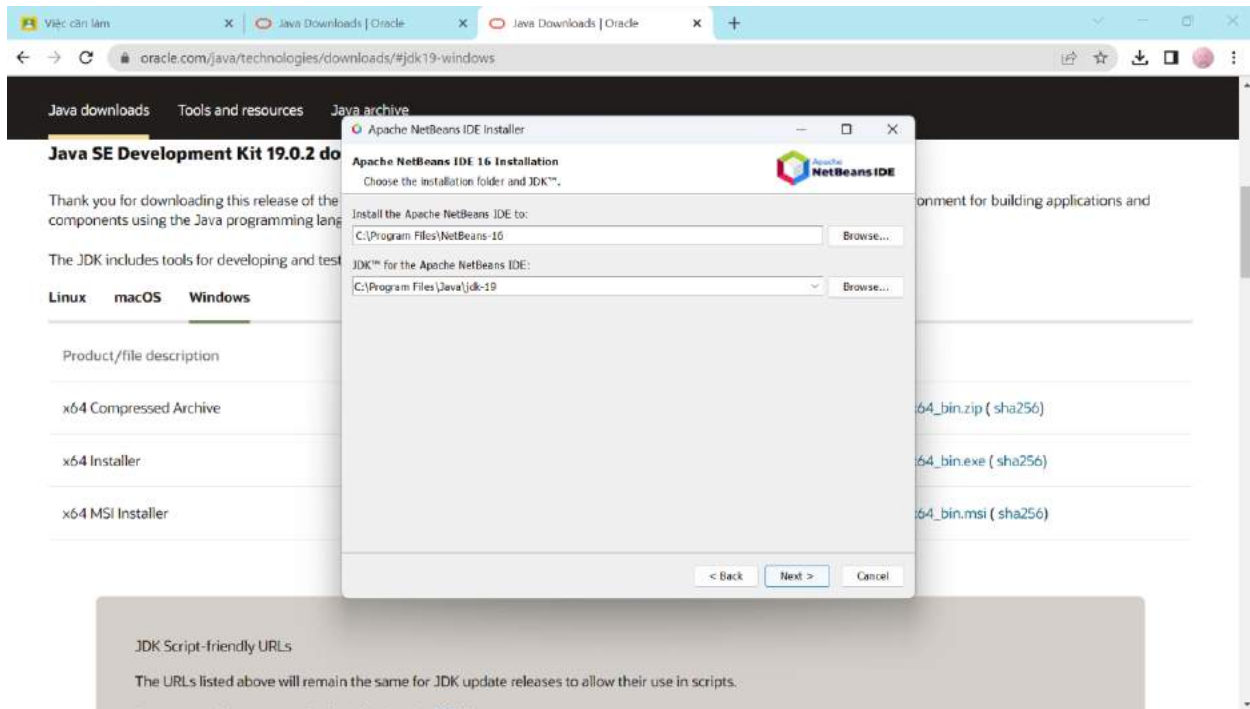 Việc cần làm
Java Downloads | Oracle
Java Downloads | Oracle
oracle.com/java/technologies/downloads/#jdk19-windows
Java downloads Tools and resources Java archive
Java SE Development Kit 19.0.2 do
Thank you for downloading this release of the
onment for building applications and
components using the Java programming lang
The JDK includes tools for developing and test
Linux macOS Windows
Product/file description
x64 Compressed Archive
x64_bin.zip ( sha256)
x64 Installer
x64_bin.exe ( sha256)
x64 MSI Installer
x64_bin.msi ( sha256)
Apache NetBeans IDE Installer
Apache NetBeans IDE 16 Installation
Choose the installation folder and JDK™.
Apache
NetBeans IDE
Install the Apache NetBeans IDE to:
C:\Program Files\NetBeans-16
Browse...
JDK™ for the Apache NetBeans IDE:
C:\Program Files\Java\jdk-19
Browse...
< Back Next > Cancel
JDK Script-friendly URLs
The URLs listed above will remain the same for JDK update releases to allow their use in scripts.